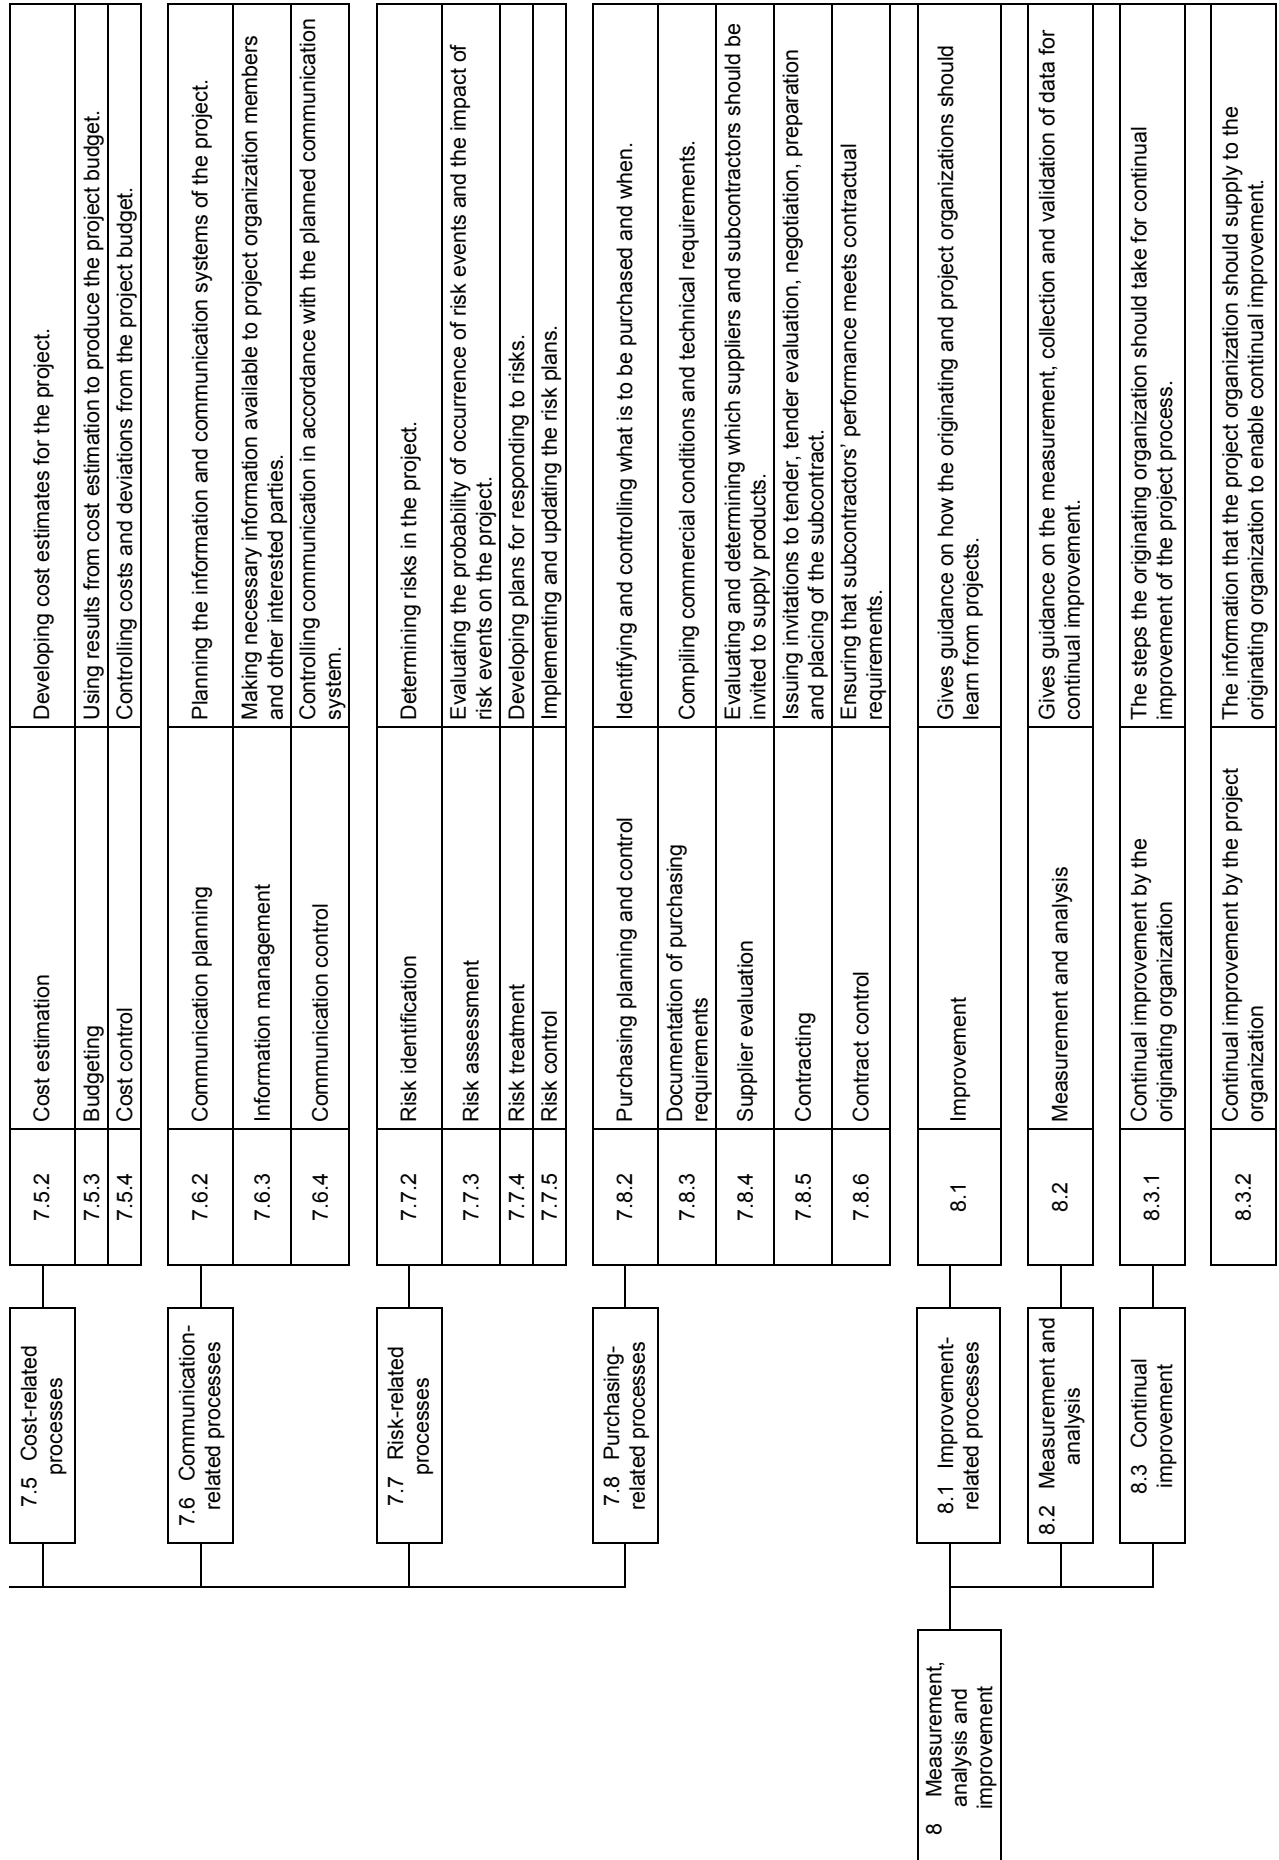 7.5 Cost-related
processes
7.5.2
Cost estimation
Developing cost estimates for the project.
7.5.3
Budgeting
Using results from cost estimation to produce the project budget.
7.5.4
Cost control
Controlling costs and deviations from the project budget.
7.6 Communication-
related processes
7.6.2
Communication planning
Planning the information and communication systems of the project.
7.6.3
Information management
Making necessary information available to project organization members
and other interested parties.
7.6.4
Communication control
Controlling communication in accordance with the planned communication
system.
7.7 Risk-related
processes
7.7.2
Risk identification
Determining risks in the project.
7.7.3
Risk assessment
Evaluating the probability of occurrence of risk events and the impact of
risk events on the project.
7.7.4
Risk treatment
Developing plans for responding to risks.
7.7.5
Risk control
Implementing and updating the risk plans.
7.8 Purchasing-
related processes
7.8.2
Purchasing planning and control
Identifying and controlling what is to be purchased and when.
7.8.3
Documentation of purchasing
requirements
Compiling commercial conditions and technical requirements.
7.8.4
Supplier evaluation
Evaluating and determining which suppliers and subcontractors should be
invited to supply products.
7.8.5
Contracting
Issuing invitations to tender, tender evaluation, negotiation, preparation
and placing of the subcontract.
7.8.6
Contract control
Ensuring that subcontractors’ performance meets contractual
requirements.
8 Measurement,
analysis and
improvement
8.1 Improvement-
related processes
8.1
Improvement
Gives guidance on how the originating and project organizations should
learn from projects.
8.2 Measurement and
analysis
8.2
Measurement and analysis
Gives guidance on the measurement, collection and validation of data for
continual improvement.
8.3 Continual
improvement
8.3.1
Continual improvement by the
originating organization
The steps the originating organization should take for continual
improvement of the project process.
8.3.2
Continual improvement by the project
organization
The information that the project organization should supply to the
originating organization to enable continual improvement.